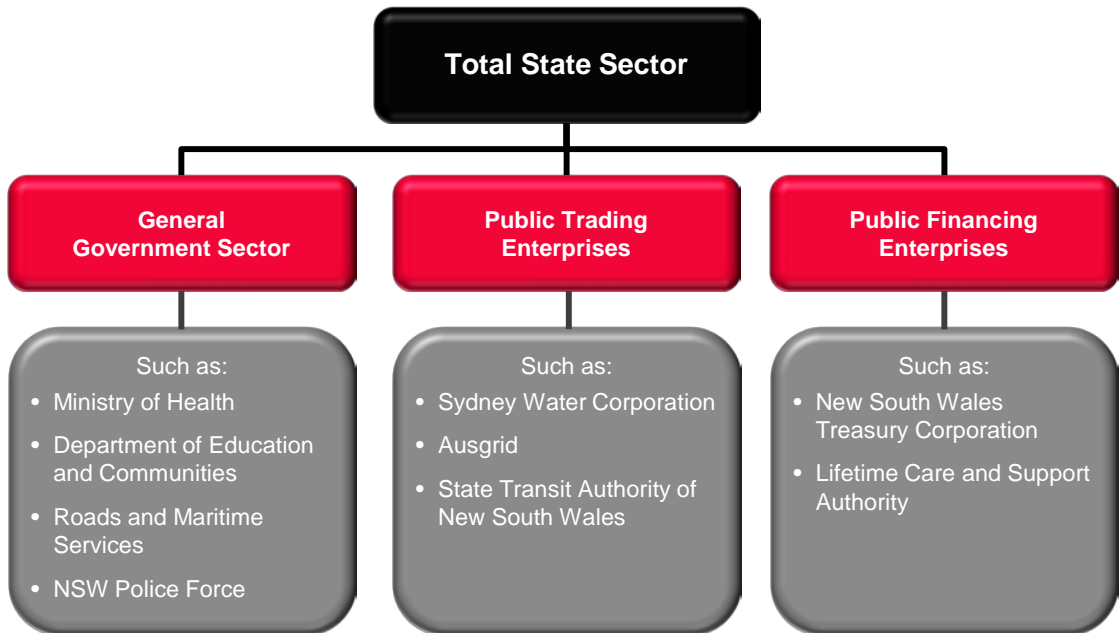 Total State Sector
General
Government Sector
Public Trading
Enterprises
Public Financing
Enterprises
Such as:
• Ministry of Health
• Department of Education
and Communities
• Roads and Maritime
Services
• NSW Police Force
Such as:
• Sydney Water Corporation
• Ausgrid
• State Transit Authority of
New South Wales
Such as:
• New South Wales
Treasury Corporation
• Lifetime Care and Support
Authority